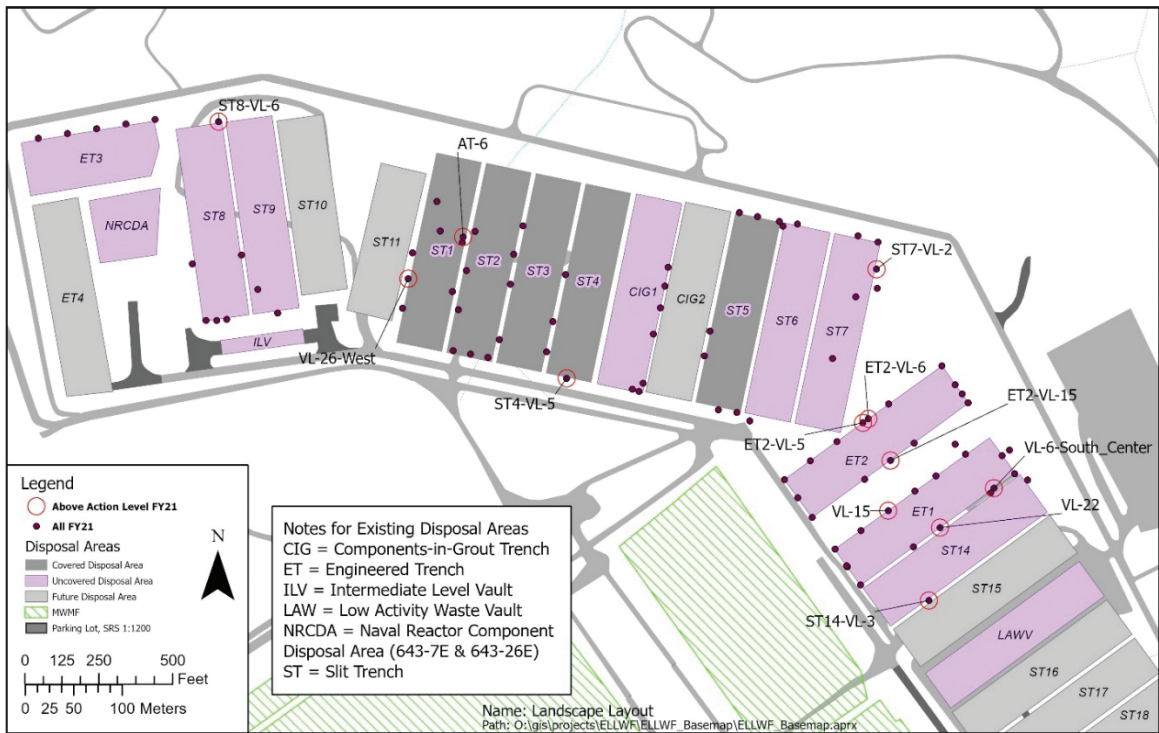 ST8-VL-6
AT-6
ET3
NRCDA
ST8
ST9
ST10
ET4
ST11
ST1
ST2
ST3
ST4
CIG1
CIG2
ST5
ST6
ST7
ST7-VL-2
ILV
VL-26-West
ST4-VL-5
ET2-VL-6
ET2-VL-15
ET2-VL-5
ET2
VL-6-South_Center
VL-15
ET1
VL-22
ST14
ST15
ST14-VL-3
LAWV
ST16
ST17
ST18
Legend
Above Action Level FY21
All FY21
Disposal Areas
Covered Disposal Area
Uncovered Disposal Area
Future Disposal Area
MWMF
Parking Lot, SRS 1:1200
N
0 125 250 500
Feet
0 25 50 100 Meters
Notes for Existing Disposal Areas
CIG = Components-in-Grout Trench
ET = Engineered Trench
ILV = Intermediate Level Vault
LAW = Low Activity Waste Vault
NRCDA = Naval Reactor Component
Disposal Area (643-7E & 643-26E)
ST = Slit Trench
Name: Landscape Layout
Path: O:\gis\projects\ELLWF\ELLWF_Basemap\ELLWF_Basemap.aprx